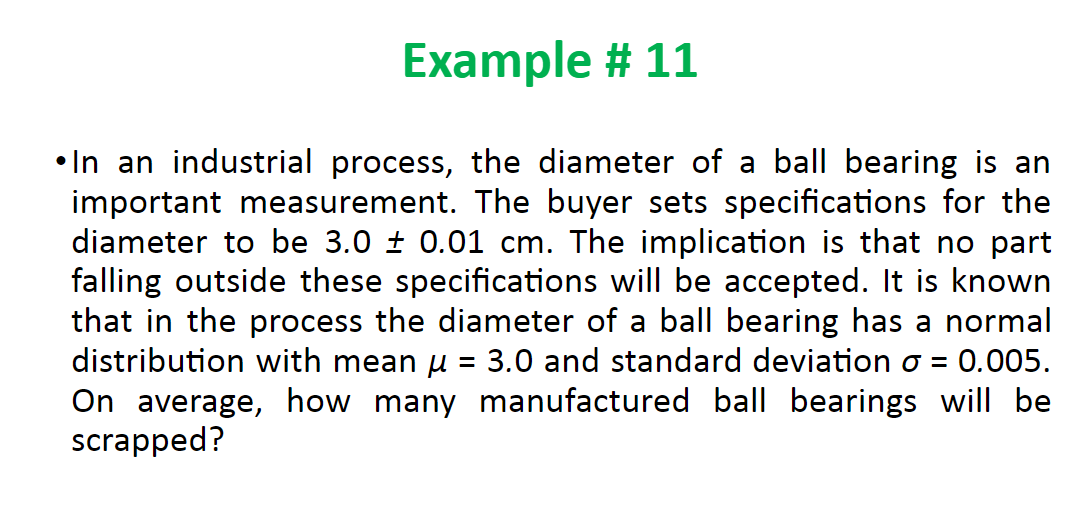 Example # 11
•In an industrial process, the diameter of a ball bearing is an
important measurement. The buyer sets specifications for the
diameter to be 3.0 ± 0.01 cm. The implication is that no part
falling outside these specifications will be accepted. It is known
that in the process the diameter of a ball bearing has a normal
distribution with mean μ = 3.0 and standard deviation σ = 0.005.
On average, how many manufactured ball bearings will be
scrapped?